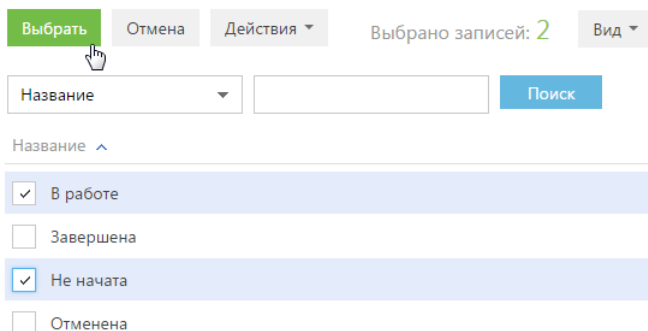 Выбрать Отмена Действия Выбрано записей: 2 Вид
Название Поиск
Название
В работе
Завершена
Не начата
Отменена